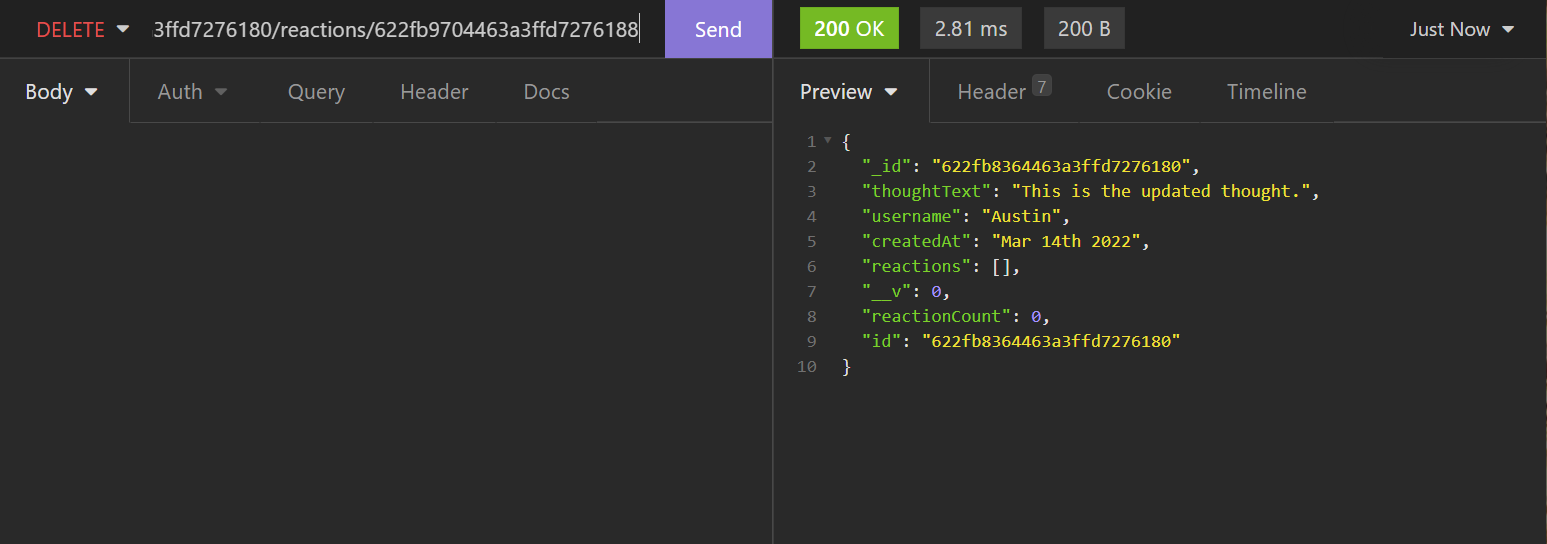 DELETE 3ffd7276180/reactions/622fb9704463a3ffd7276188 Send 200 OK 2.81 ms 200 B Just Now
Body Auth Query Header Docs Preview Header 7 Cookie Timeline
1 {
2 "_id": "622fb8364463a3ffd7276180",
3 "thoughtText": "This is the updated thought.",
4 "username": "Austin",
5 "createdAt": "Mar 14th 2022",
6 "reactions": [],
7 "__v": 0,
8 "reactionCount": 0,
9 "id": "622fb8364463a3ffd7276180"
10 }